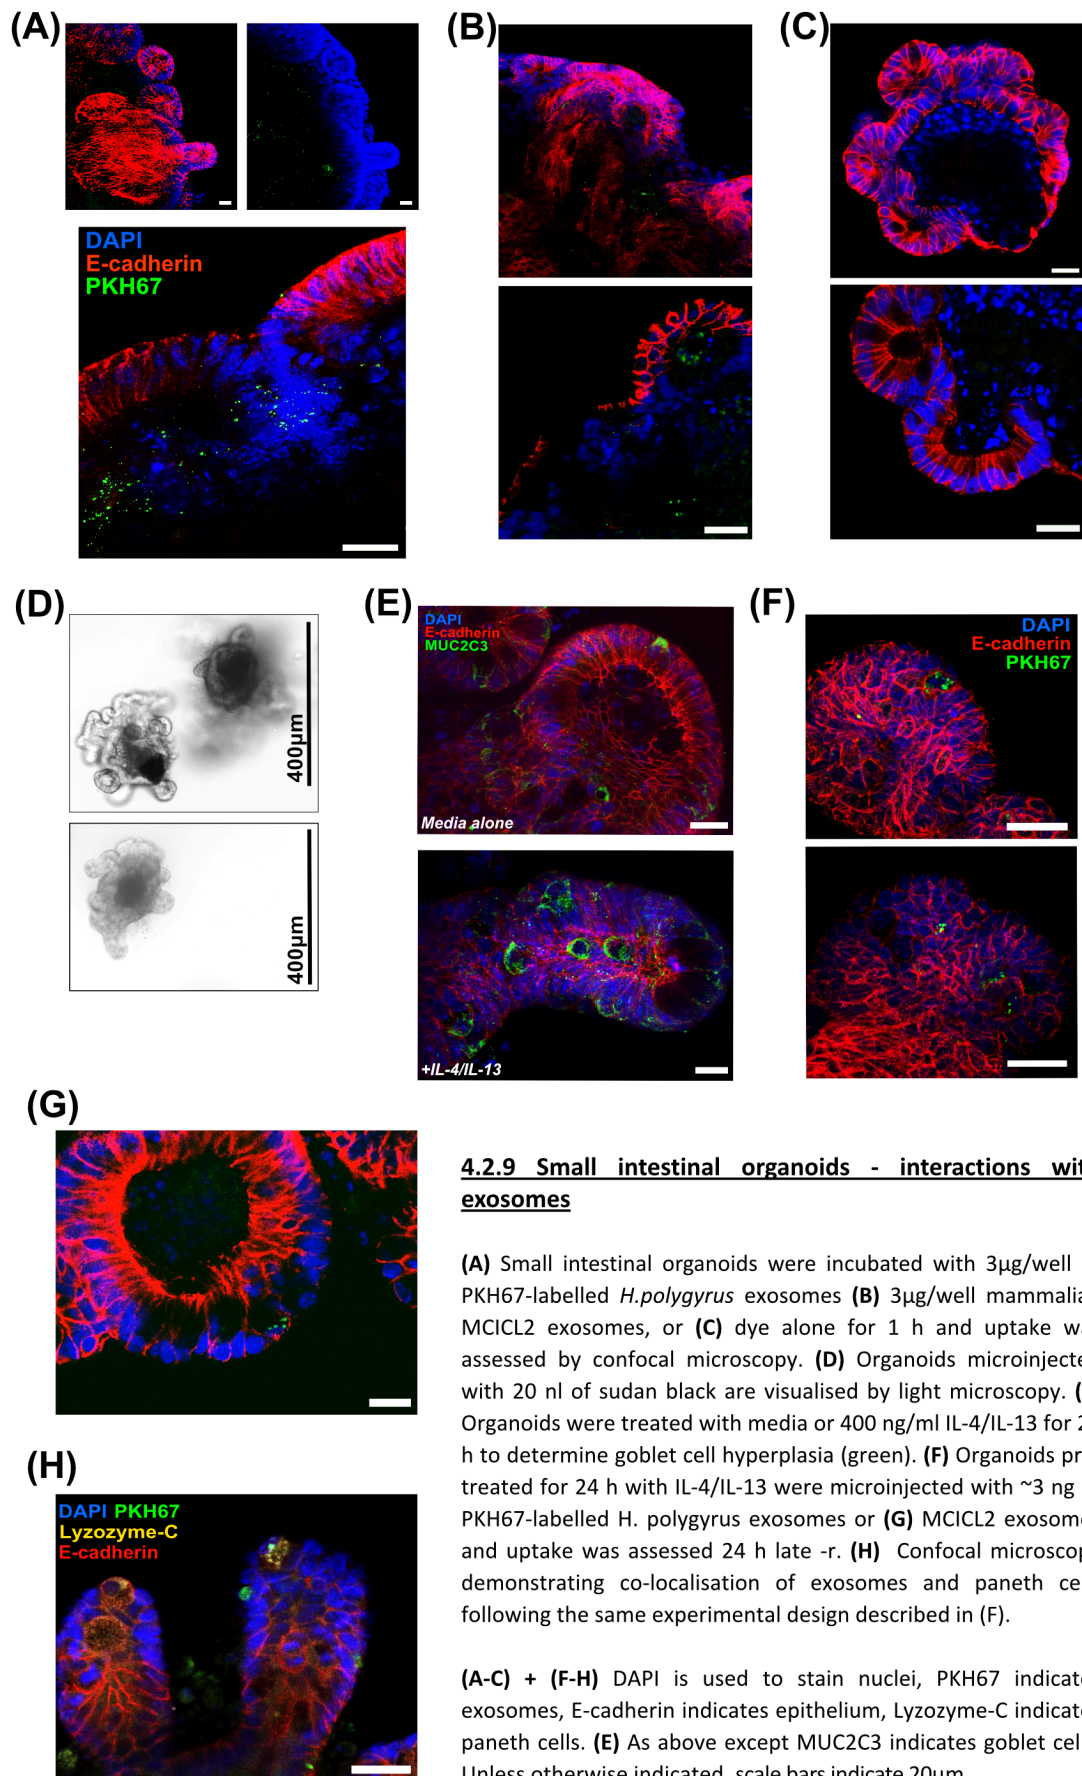 (A)
(B)
(C)
DAPI
E-cadherin
PKH67
(D)
400µm
400µm
(E)
DAPI
E-cadherin
MUC2C3
Media alone
+IL-4/IL-13
(F)
DAPI
E-cadherin
PKH67
(G)
(H)
DAPI PKH67
Lyzozyme-C
E-cadherin
4.2.9 Small intestinal organoids - interactions
exosomes
(A) Small intestinal organoids were incubated with 3µg/well
PKH67-labelled H.polygyrus exosomes (B) 3µg/well
MCICL2 exosomes, or (C) dye alone for 1 h and uptake
assessed by confocal microscopy. (D) Organoids
with 20 nl of sudan black are visualised by light microscopy.
Organoids were treated with media or 400 ng/ml IL-4/IL-13 for
h to determine goblet cell hyperplasia (green). (F) Organoids
treated for 24 h with IL-4/IL-13 were microinjected with ~3 ng
PKH67-labelled H. polygyrus exosomes or (G) MCICL2
and uptake was assessed 24 h late -r. (H) Confocal
demonstrating co-localisation of exosomes and paneth
following the same experimental design described in (F).
(A-C) + (F-H) DAPI is used to stain nuclei, PKH67
exosomes, E-cadherin indicates epithelium, Lyzozyme-C
paneth cells. (E) As above except MUC2C3 indicates goblet
Unless otherwise indicated, scale bars indicate 20um